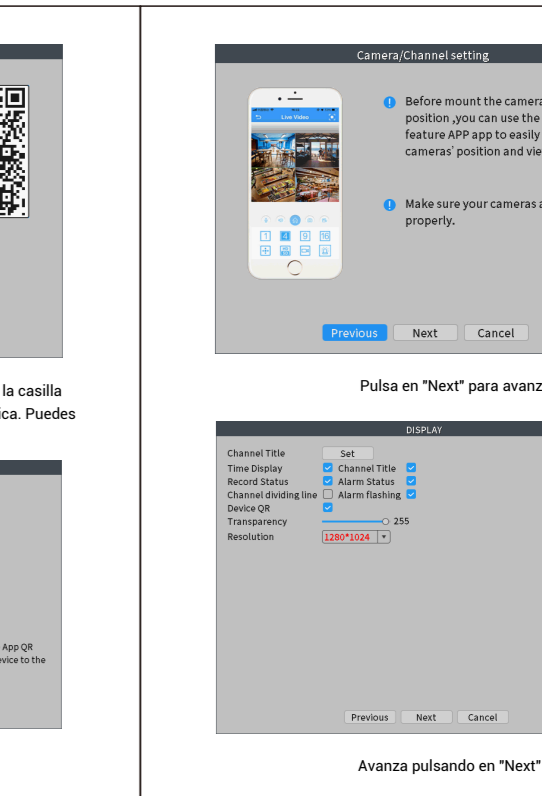 la casilla
ica. Puedes
App QR
evice to the
Camera/Channel setting
Live Video
1 4 9 16
Before mount the camera
position ,you can use the
feature APP app to easily
cameras' position and vie
Make sure your cameras a
properly.
Previous Next Cancel
Pulsa en "Next" para avanz
DISPLAY
Channel Title Set
Time Display Channel Title
Record Status Alarm Status
Channel dividing line Alarm flashing
Device QR
Transparency 255
Resolution 1280*1024
Previous Next Cancel
Avanza pulsando en "Next"